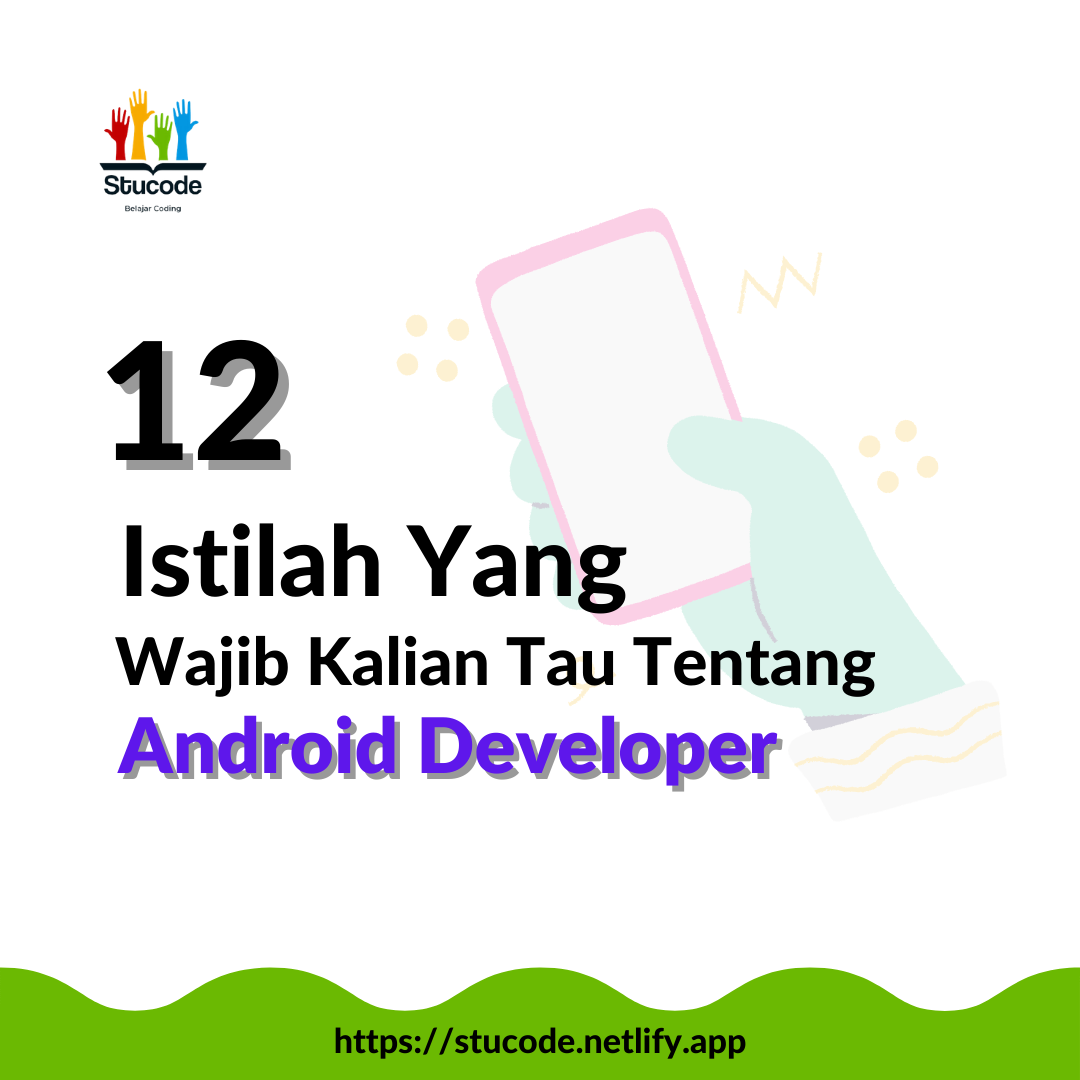 Stucode
Belajar Coding
12
Istilah Yang
Wajib Kalian Tau Tentang
Android Developer
https://stucode.netlify.app